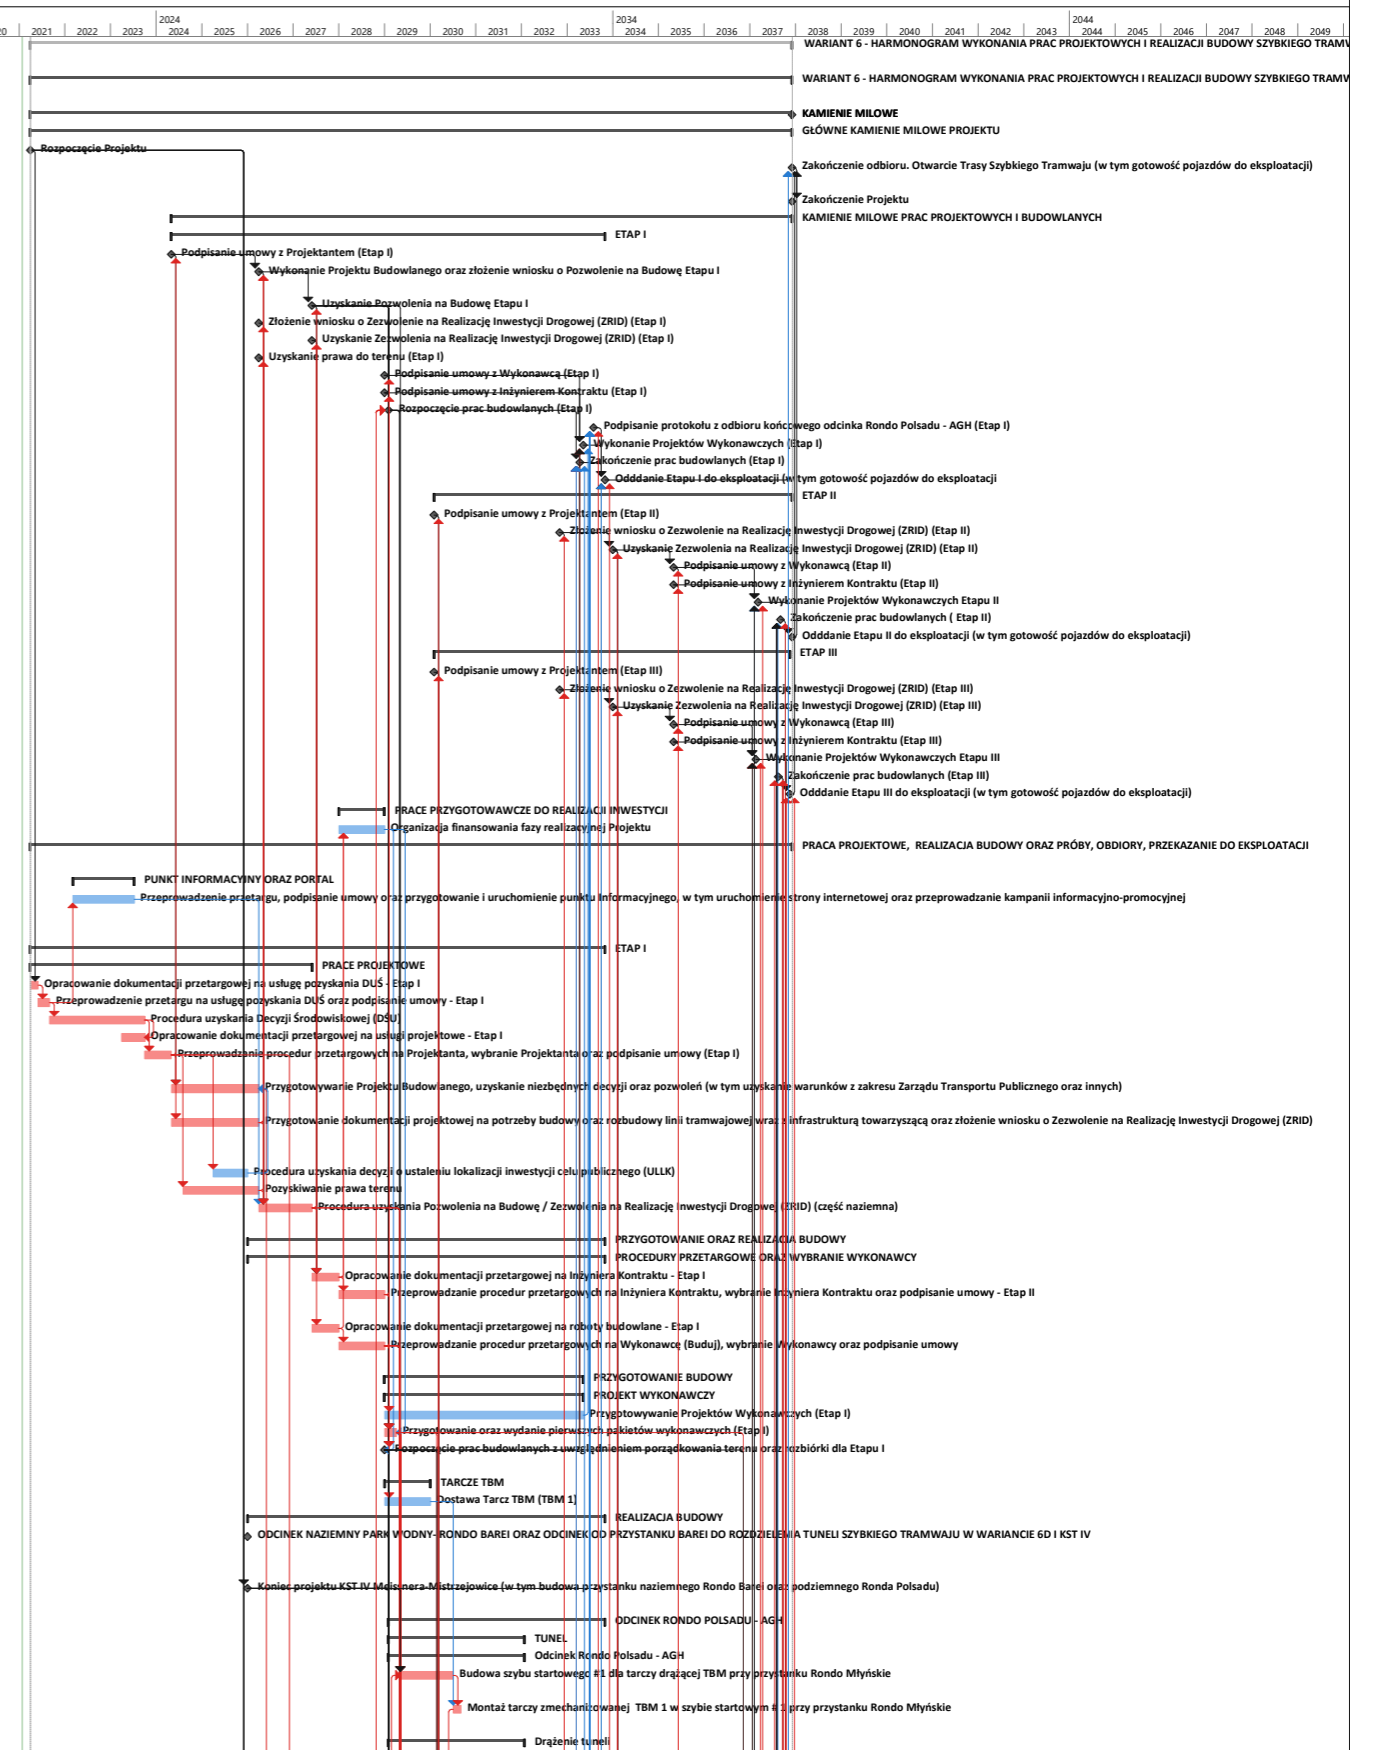 2024 2034 2044
20 2021 2022 2023 2024 2025 2026 2027 2028 2029 2030 2031 2032 2033 2034 2035 2036 2037 2038 2039 2040 2041 2042 2043 2044 2045 2046 2047 2048 2049
WARIANT 6 - HARMONOGRAM WYKONANIA PRAC PROJEKTOWYCH I REALIZACJI BUDOWY SZYBKIEGO TRAMW
WARIANT 6 - HARMONOGRAM WYKONANIA PRAC PROJEKTOWYCH I REALIZACJI BUDOWY SZYBKIEGO TRAMW
KAMIENIE MILOWE
GŁÓWNE KAMIENIE MILOWE PROJEKTU
Rozpoczęcie Projektu
Zakończenie odbioru. Otwarcie Trasy Szybkiego Tramwaju (w tym gotowość pojazdów do eksploatacji)
Zakończenie Projektu
KAMIENIE MILOWE PRAC PROJEKTOWYCH I BUDOWLANYCH
ETAP I
Podpisanie umowy z Projektantem (Etap I)
Wykonanie Projektu Budowlanego oraz złożenie wniosku o Pozwolenie na Budowę Etapu I
Uzyskanie Pozwolenia na Budowę Etapu I
Złożenie wniosku o Zezwolenie na Realizację Inwestycji Drogowej (ZRID) (Etap I)
Uzyskanie Zezwolenia na Realizację Inwestycji Drogowej (ZRID) (Etap I)
Uzyskanie prawa do terenu (Etap I)
Podpisanie umowy z Wykonawcą (Etap I)
Podpisanie umowy z Inżynierem Kontraktu (Etap I)
Rozpoczęcie prac budowlanych (Etap I)
Podpisanie protokołu z odbioru końcowego odcinka Rondo Polsadu - AGH (Etap I)
Wykonanie Projektów Wykonawczych (Etap I)
Zakończenie prac budowlanych (Etap I)
Odddanie Etapu I do eksploatacji (w tym gotowość pojazdów do eksploatacji
ETAP II
Podpisanie umowy z Projektantem (Etap II)
Złożenie wniosku o Zezwolenie na Realizację Inwestycji Drogowej (ZRID) (Etap II)
Uzyskanie Zezwolenia na Realizację Inwestycji Drogowej (ZRID) (Etap II)
Podpisanie umowy z Wykonawcą (Etap II)
Podpisanie umowy z Inżynierem Kontraktu (Etap II)
Wykonanie Projektów Wykonawczych Etapu II
Zakończenie prac budowlanych ( Etap II)
Odddanie Etapu II do eksploatacji (w tym gotowość pojazdów do eksploatacji)
ETAP III
Podpisanie umowy z Projektantem (Etap III)
Złożenie wniosku o Zezwolenie na Realizację Inwestycji Drogowej (ZRID) (Etap III)
Uzyskanie Zezwolenia na Realizację Inwestycji Drogowej (ZRID) (Etap III)
Podpisanie umowy z Wykonawcą (Etap III)
Podpisanie umowy z Inżynierem Kontraktu (Etap III)
Wykonanie Projektów Wykonawczych Etapu III
Zakończenie prac budowlanych (Etap III)
Odddanie Etapu III do eksploatacji (w tym gotowość pojazdów do eksploatacji)
PRACE PRZYGOTOWAWCZE DO REALIZACJI INWESTYCJI
Organizacja finansowania fazy realizacyjnej Projektu
PRACA PROJEKTOWE, REALIZACJA BUDOWY ORAZ PRÓBY, OBDIORY, PRZEKAZANIE DO EKSPLOATACJI
PUNKT INFORMACYJNY ORAZ PORTAL
Przeprowadzenie przetargu, podpisanie umowy oraz przygotowanie i uruchomienie punktu Informacyjnego, w tym uruchomienie strony internetowej oraz przeprowadzanie kampanii informacyjno-promocyjnej
ETAP I
PRACE PROJEKTOWE
Opracowanie dokumentacji przetargowej na usługę pozyskania DUŚ - Etap I
Przeprowadzenie przetargu na usługę pozyskania DUŚ oraz podpisanie umowy - Etap I
Procedura uzyskania Decyzji Środowiskowej (DŚU)
Opracowanie dokumentacji przetargowej na usługi projektowe - Etap I
Przeprowadzanie procedur przetargowych na Projektanta, wybranie Projektanta oraz podpisanie umowy (Etap I)
Przygotowywanie Projektu Budowlanego, uzyskanie niezbędnych decyzji oraz pozwoleń (w tym uzyskanie warunków z zakresu Zarządu Transportu Publicznego oraz innych)
Przygotowanie dokumentacji projektowej na potrzeby budowy oraz rozbudowy linii tramwajowej wraz z infrastrukturą towarzyszącą oraz złożenie wniosku o Zezwolenie na Realizację Inwestycji Drogowej (ZRID)
Procedura uzyskania decyzji o ustaleniu lokalizacji inwestycji celu publicznego (ULLK)
Pozyskiwanie prawa terenu
Procedura uzyskania Pozwolenia na Budowę / Zezwolenia na Realizację Inwestycji Drogowej (ZRID) (część naziemna)
PRZYGOTOWANIE ORAZ REALIZACJA BUDOWY
PROCEDURY PRZETARGOWE ORAZ WYBRANIE WYKONAWCY
Opracowanie dokumentacji przetargowej na Inżyniera Kontraktu - Etap I
Przeprowadzanie procedur przetargowych na Inżyniera Kontraktu, wybranie Inżyniera Kontraktu oraz podpisanie umowy - Etap II
Opracowanie dokumentacji przetargowej na roboty budowlane - Etap I
Przeprowadzanie procedur przetargowych na Wykonawcę (Buduj), wybranie Wykonawcy oraz podpisanie umowy
PRZYGOTOWANIE BUDOWY
PROJEKT WYKONAWCZY
Przygotowywanie Projektów Wykonawczych (Etap I)
Przygotowanie oraz wydanie pierwszych pakietów wykonawczych (Etap I)
Rozpoczęcie prac budowlanych z uwzględnieniem porządkowania terenu oraz rozbiórki dla Etapu I
TARCZE TBM
Dostawa Tarcz TBM (TBM 1)
REALIZACJA BUDOWY
ODCINEK NAZIEMNY PARK WODNY- RONDO BAREI ORAZ ODCINEK OD PRZYSTANKU BAREI DO ROZDZIELENIA TUNELI SZYBKIEGO TRAMWAJU W WARIANCIE 6D I KST IV
Koniec projektu KST IV Meissnera-Mistrzejowice (w tym budowa przystanku naziemnego Rondo Barei oraz podziemnego Ronda Polsadu)
ODCINEK RONDO POLSADU - AGH
TUNEL
Odcinek Rondo Polsadu - AGH
Budowa szybu startowego #1 dla tarczy drążącej TBM przy przystanku Rondo Młyńskie
Montaż tarczy zmechanizowanej TBM 1 w szybie startowym # 1 przy przystanku Rondo Młyńskie
Drążenie tuneli